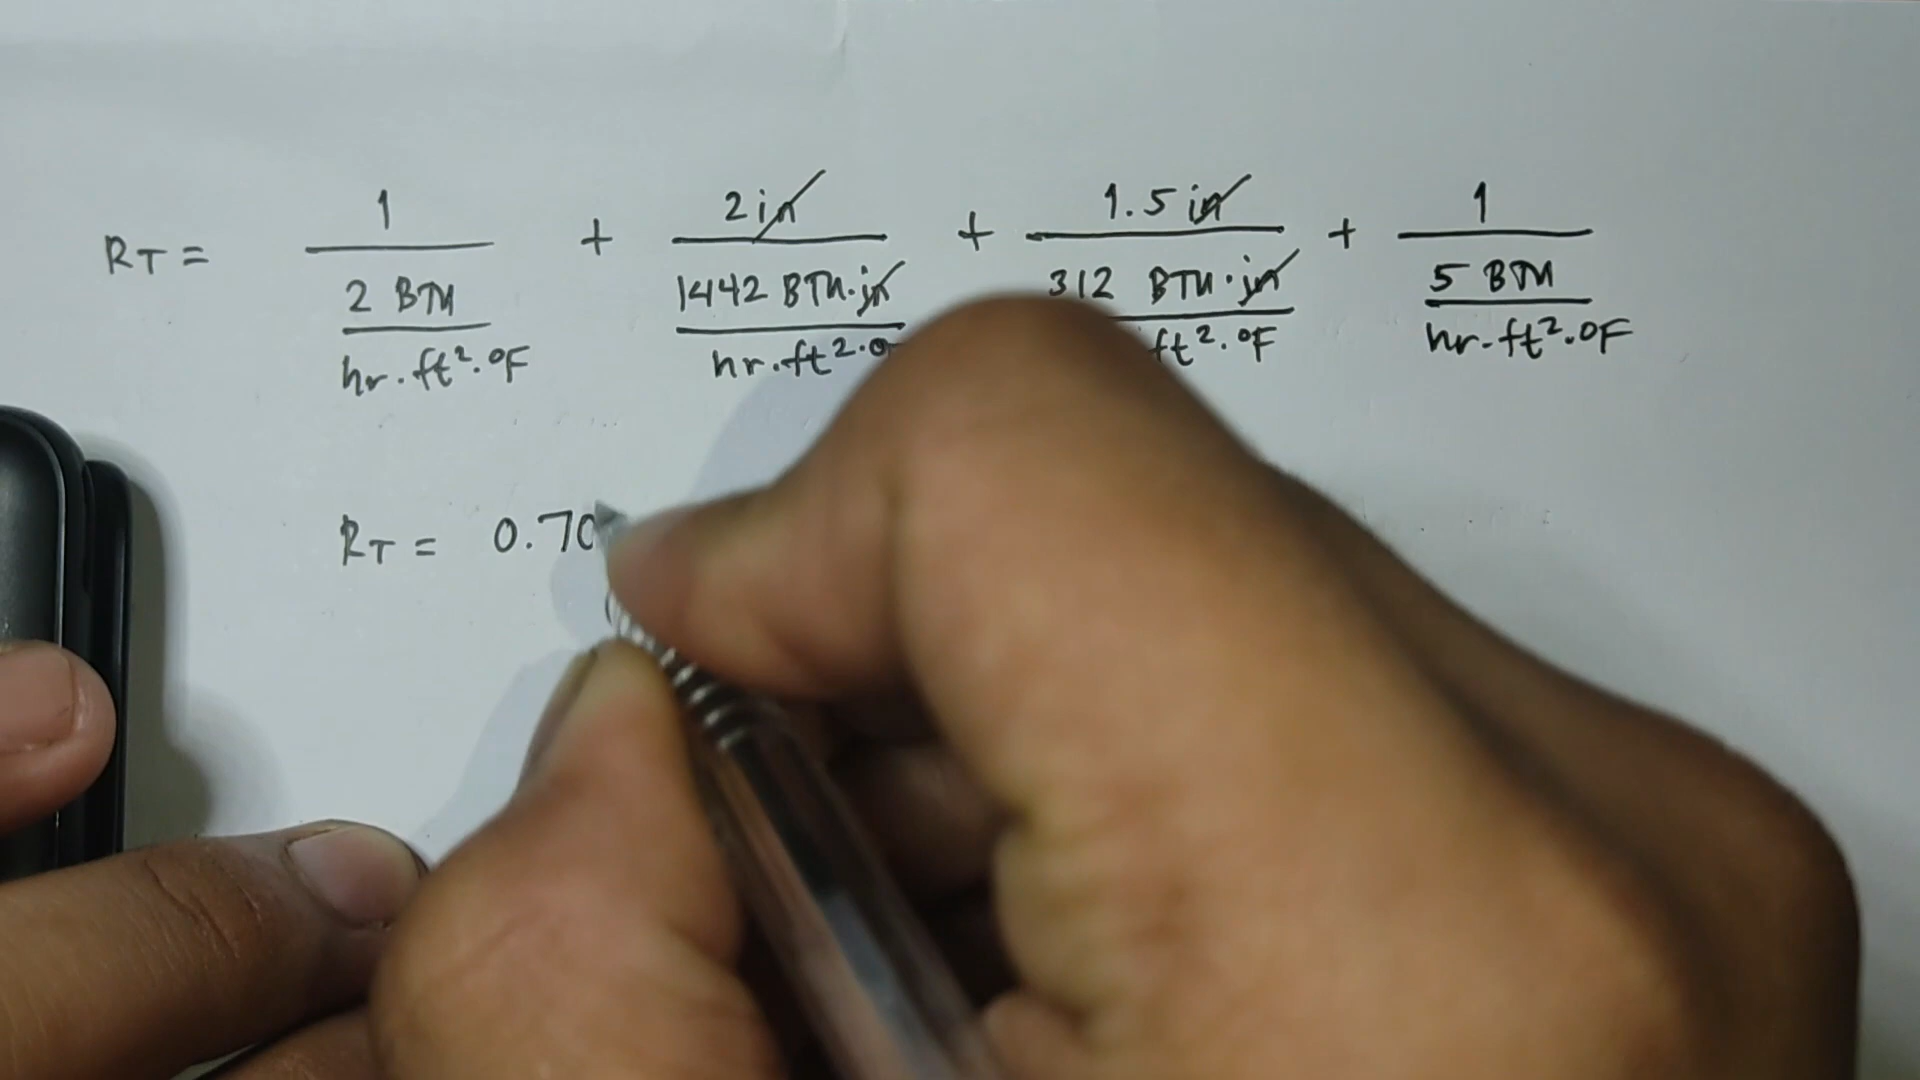 RT = 1 + 2 in + 1.5 in + 1
2 BTU 1442 BTU·in 312 BTU·in 5 BTU
hr·ft²·°F hr·ft²·° ft²·°F hr·ft²·°F
RT = 0.70